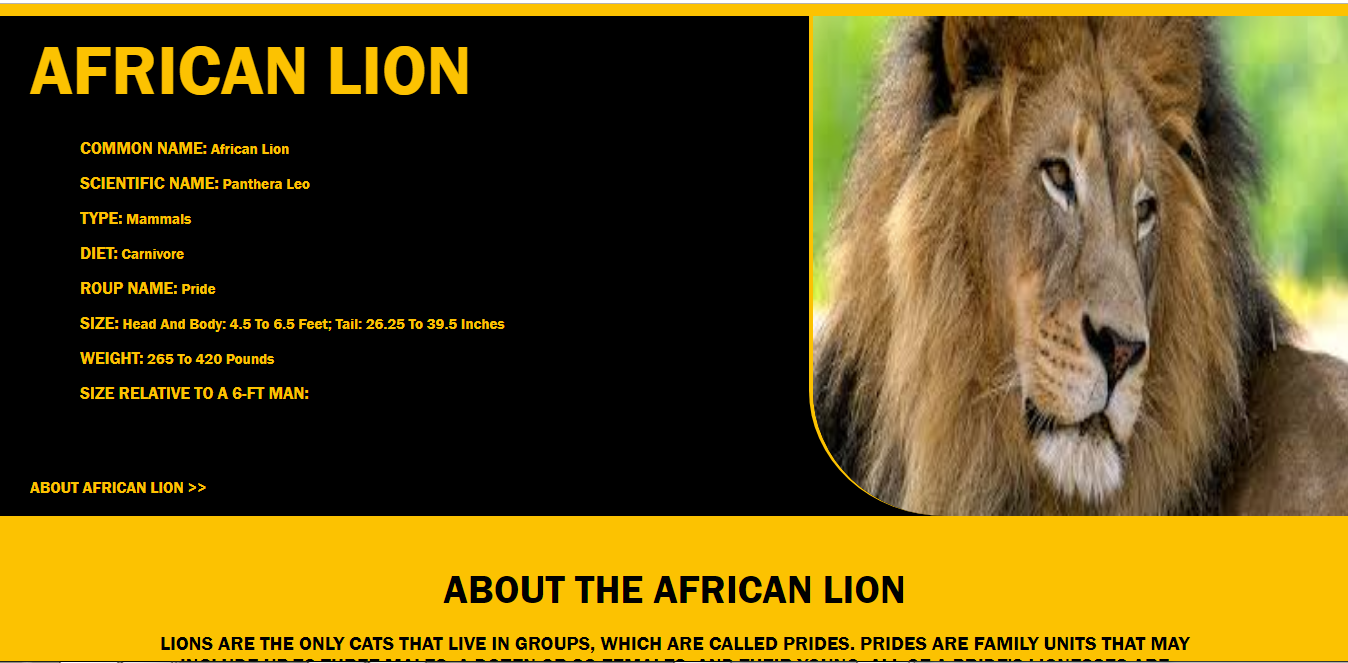 AFRICAN LION
COMMON NAME: African Lion
SCIENTIFIC NAME: Panthera Leo
TYPE: Mammals
DIET: Carnivore
ROUP NAME: Pride
SIZE: Head And Body: 4.5 To 6.5 Feet; Tail: 26.25 To 39.5 Inches
WEIGHT: 265 To 420 Pounds
SIZE RELATIVE TO A 6-FT MAN:
ABOUT AFRICAN LION >>
ABOUT THE AFRICAN LION
LIONS ARE THE ONLY CATS THAT LIVE IN GROUPS, WHICH ARE CALLED PRIDES. PRIDES ARE FAMILY UNITS THAT MAY